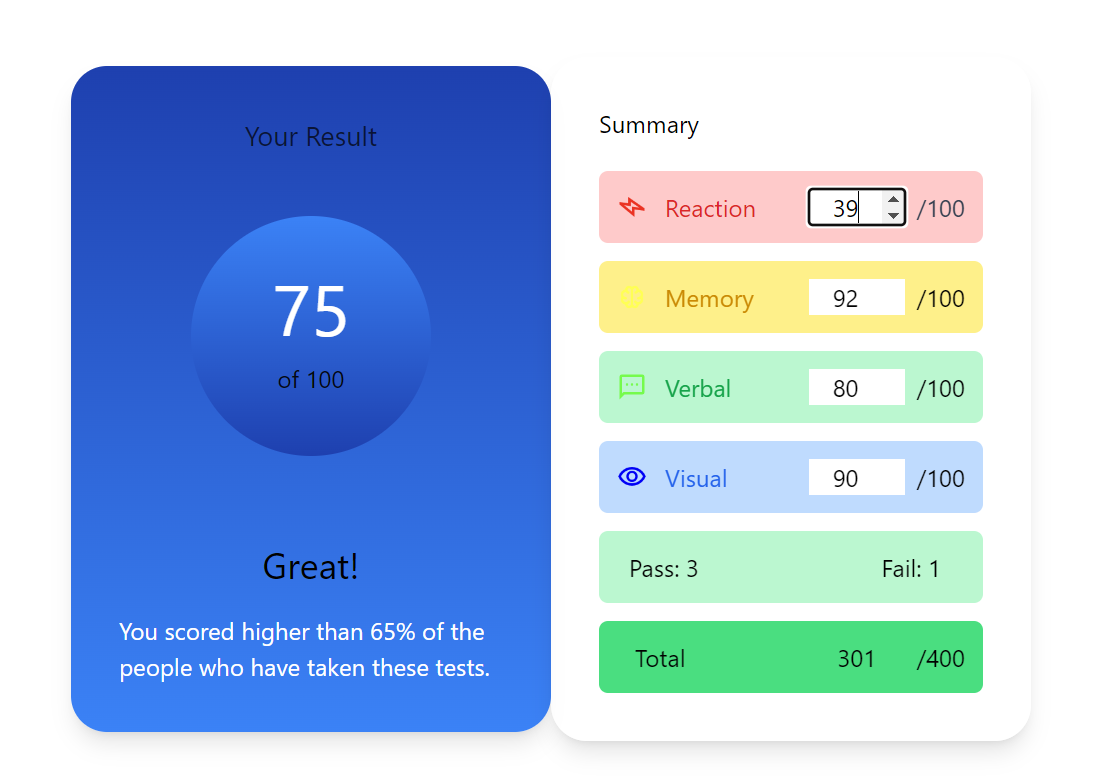 Your Result
75
of 100
Great!
You scored higher than 65% of the
people who have taken these tests.
Summary
Reaction 39 /100
Memory 92 /100
Verbal 80 /100
Visual 90 /100
Pass: 3 Fail: 1
Total 301 /400